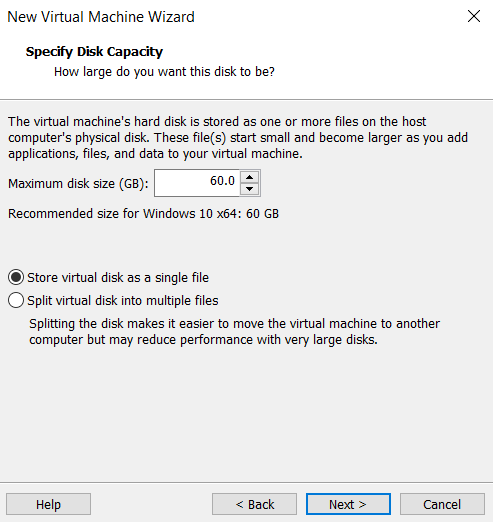 New Virtual Machine Wizard
Specify Disk Capacity
How large do you want this disk to be?
The virtual machine's hard disk is stored as one or more files on the host
computer's physical disk. These file(s) start small and become larger as you add
applications, files, and data to your virtual machine.
Maximum disk size (GB): 60.0
Recommended size for Windows 10 x64: 60 GB
Store virtual disk as a single file
Split virtual disk into multiple files
Splitting the disk makes it easier to move the virtual machine to another
computer but may reduce performance with very large disks.
Help < Back Next > Cancel